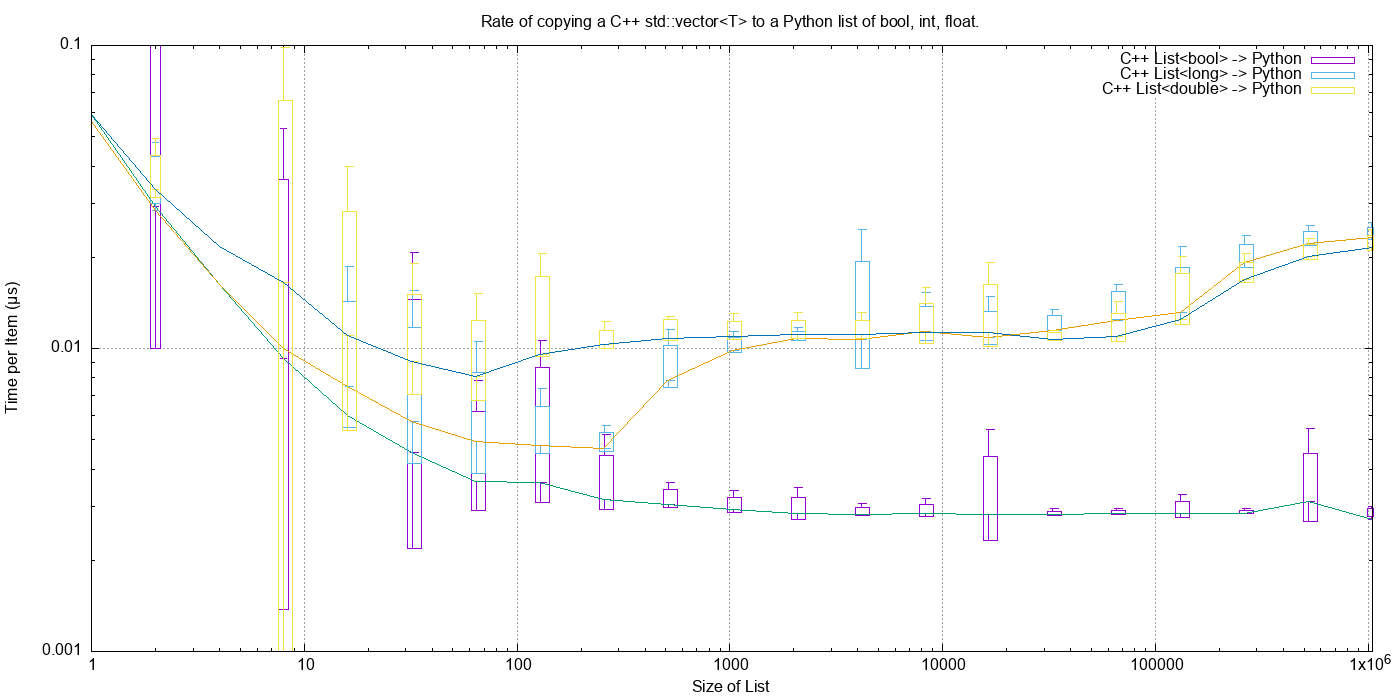 Rate of copying a C++ std::vector<T> to a Python list of bool, int, float.
0.1
0.01
0.001
Time per Item (µs)
C++ List<bool> -> Python
C++ List<long> -> Python
C++ List<double> -> Python
1 10 100 1000 10000 100000 1x10⁶
Size of List